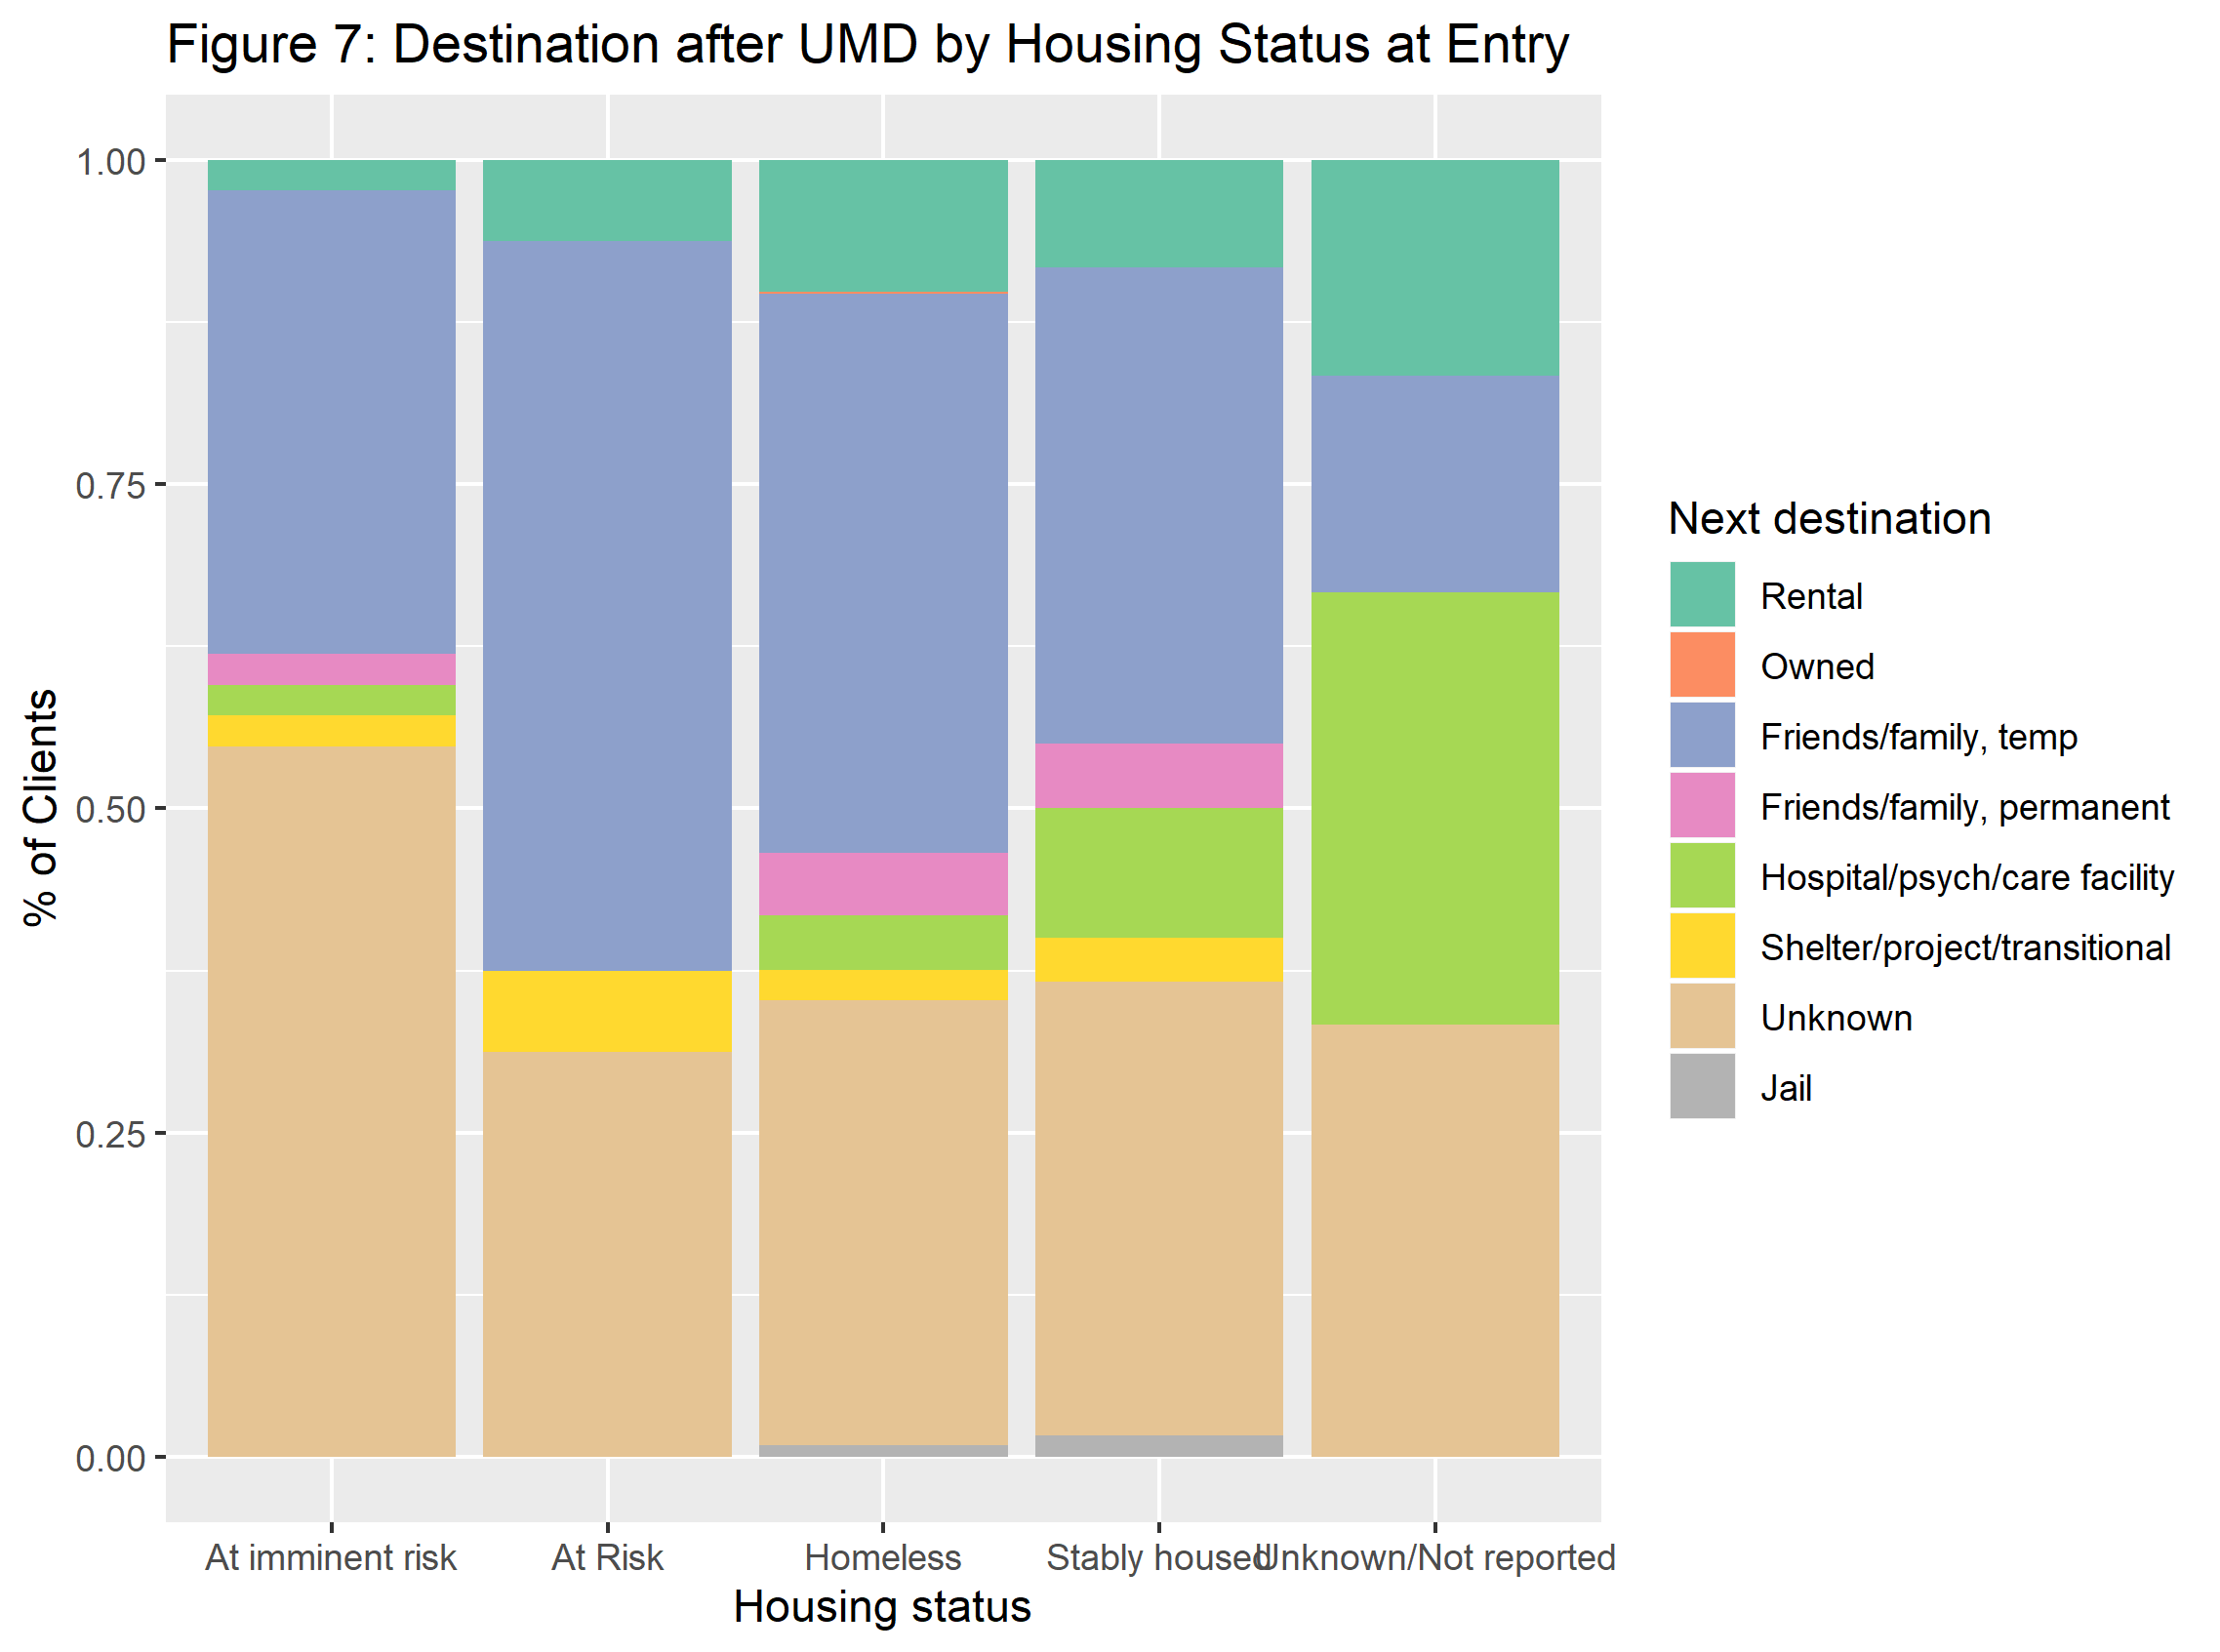 Figure 7: Destination after UMD by Housing Status at Entry
% of Clients
1.00
0.75
0.50
0.25
0.00
At imminent risk
At Risk
Homeless
Stably housed
Unknown/Not reported
Housing status
Next destination
Rental
Owned
Friends/family, temp
Friends/family, permanent
Hospital/psych/care facility
Shelter/project/transitional
Unknown
Jail